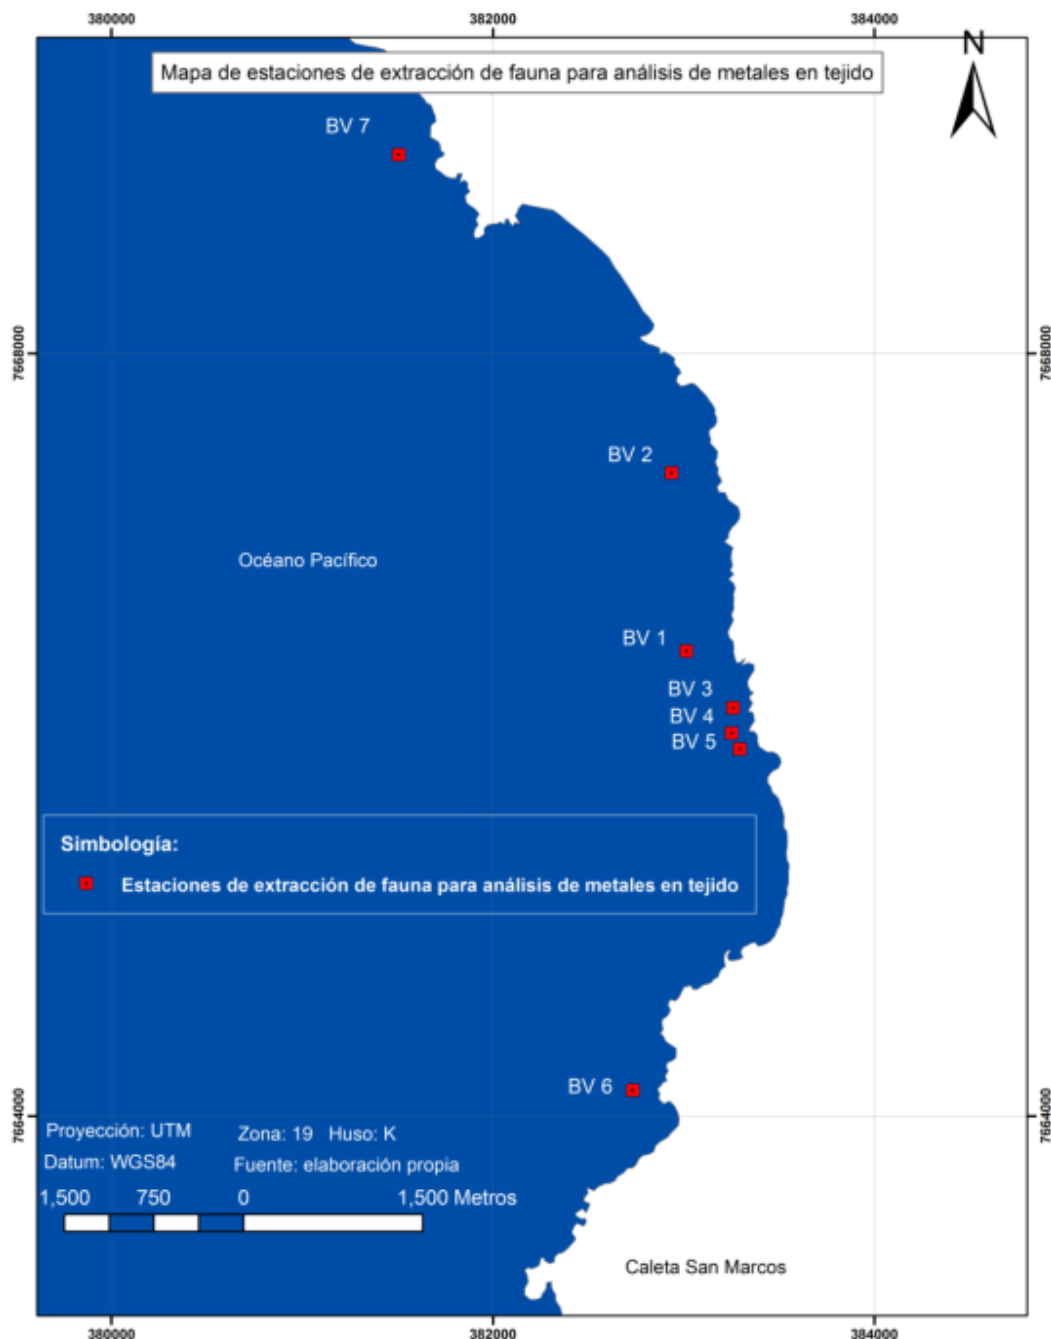 380000
382000
384000
N
Mapa de estaciones de extracción de fauna para análisis de metales en tejido
BV 7
7668000
7668000
BV 2
Océano Pacífico
BV 1
BV 3
BV 4
BV 5
Simbología:
Estaciones de extracción de fauna para análisis de metales en tejido
BV 6
7664000
7664000
Proyección: UTM Zona: 19 Huso: K
Datum: WGS84 Fuente: elaboración propia
1,500 750 0 1,500 Metros
Caleta San Marcos
380000
382000
384000